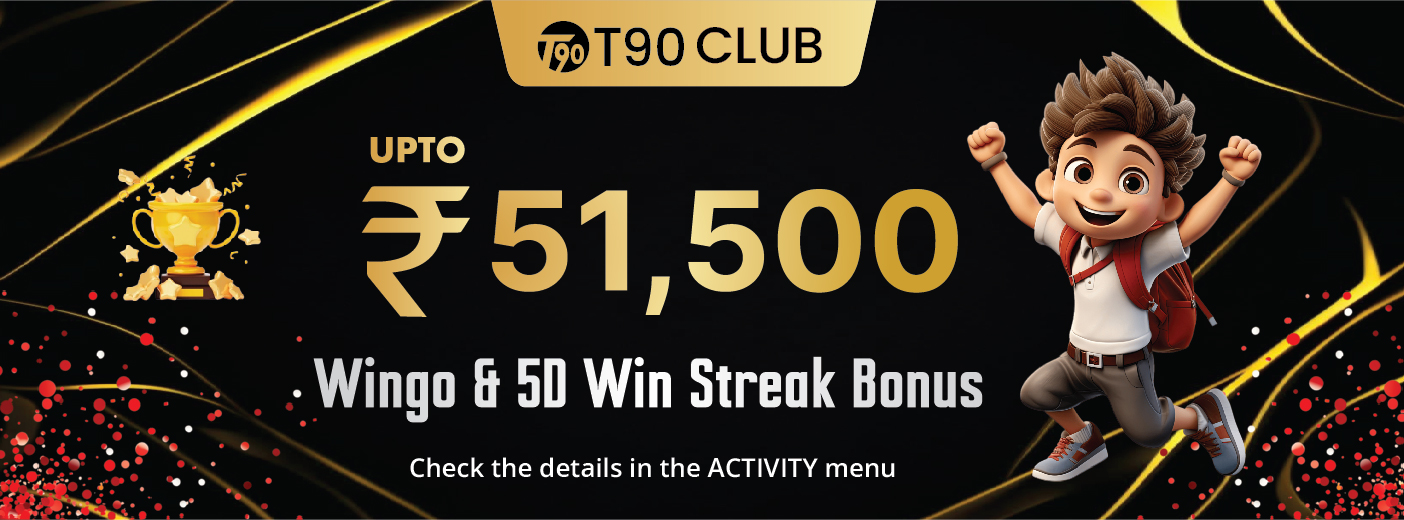 T90 T90 CLUB
UPTO
₹51,500
Wingo & 5D Win Streak Bonus
Check the details in the ACTIVITY menu